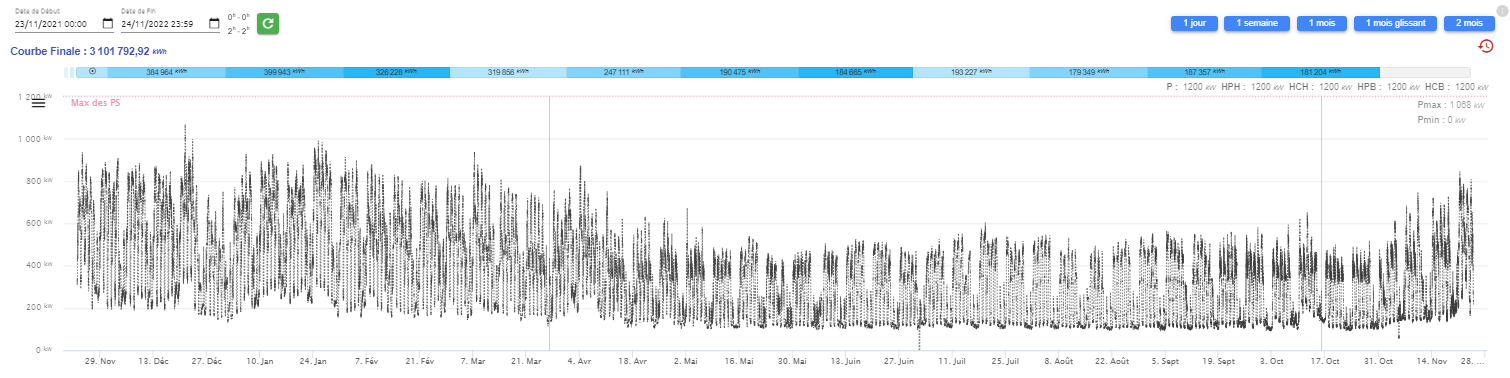 Date de Début
Date de Fin
23/11/2021 00:00
24/11/2022 23:59
0ʰ - 0ʰ
2ʰ - 2ʰ
1 jour
1 semaine
1 mois
1 mois glissant
2 mois
Courbe Finale : 3 101 792,92 kWh
384 964 kWh 399 943 kWh 326 228 kWh 319 856 kWh 247 111 kWh 190 475 kWh 184 665 kWh 193 227 kWh 179 349 kWh 187 357 kWh 181 204 kWh
P : 1200 kW HPH : 1200 kW HCH : 1200 kW HPB : 1200 kW HCB : 1200 kW
1 200 kW
Max des PS
Pmax : 1 068 kW
Pmin : 0 kW
1 000 kW
800 kW
600 kW
400 kW
200 kW
0 kW
29. Nov 13. Déc 27. Déc 10. Jan 24. Jan 7. Fév 21. Fév 7. Mar 21. Mar 4. Avr 18. Avr 2. Mai 16. Mai 30. Mai 13. Juin 27. Juin 11. Juil 25. Juil 8. Août 22. Août 5. Sept 19. Sept 3. Oct 17. Oct 31. Oct 14. Nov 28. ...